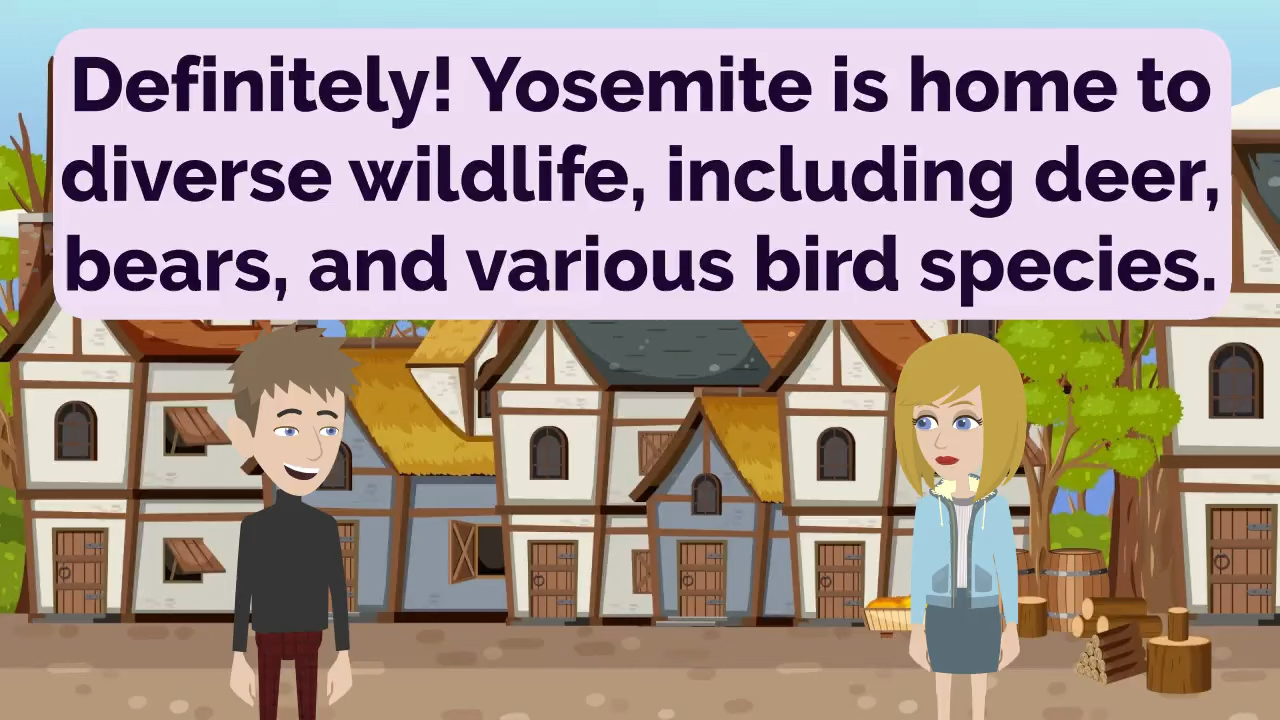 Definitely! Yosemite is home to
diverse wildlife, including deer,
bears, and various bird species.